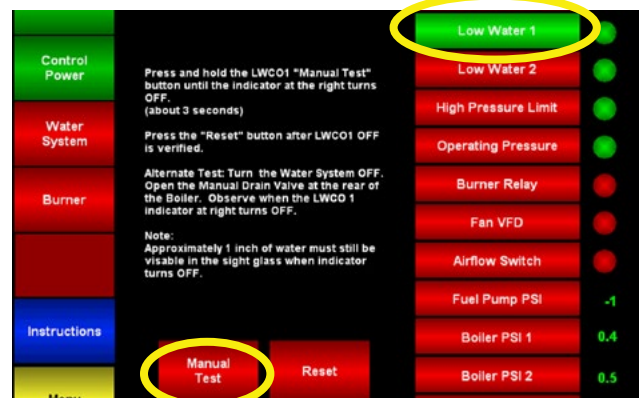 Control
Power
Water
System
Burner
Instructions
Menu
Press and hold the LWCO1 "Manual Test"
button until the indicator at the right turns
OFF.
(about 3 seconds)
Press the "Reset" button after LWCO1 OFF
is verified.
Alternate Test: Turn the Water System OFF.
Open the Manual Drain Valve at the rear of
the Boiler. Observe when the LWCO 1
indicator at right turns OFF.
Note:
Approximately 1 inch of water must still be
visable in the sight glass when indicator
turns OFF.
Manual
Test
Reset
Low Water 1
Low Water 2
High Pressure Limit
Operating Pressure
Burner Relay
Fan VFD
Airflow Switch
Fuel Pump PSI -1
Boiler PSI 1 0.4
Boiler PSI 2 0.5